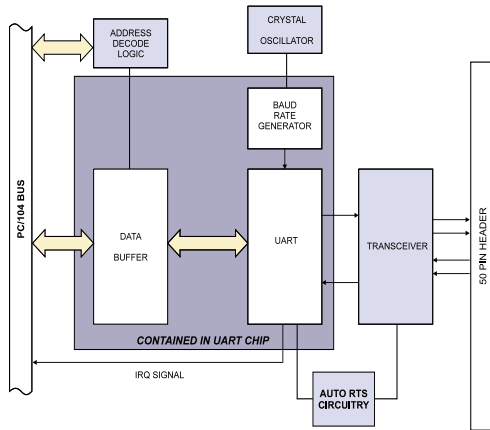 ADDRESS
DECODE
LOGIC
CRYSTAL
OSCILLATOR
BAUD
RATE
GENERATOR
PC/104 BUS
DATA
BUFFER
UART
TRANSCEIVER
50 PIN HEADER
CONTAINED IN UART CHIP
IRQ SIGNAL
AUTO RTS
CIRCUITRY